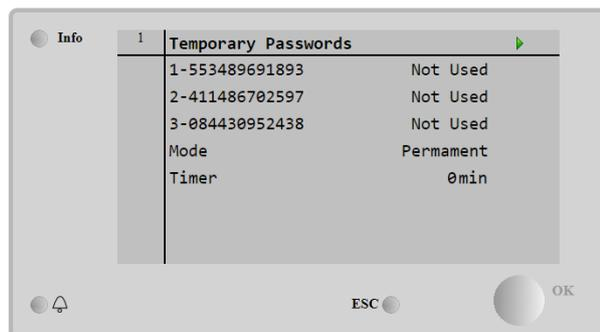 Info
1 Temporary Passwords
1-553489691893 Not Used
2-411486702597 Not Used
3-084430952438 Not Used
Mode Permament
Timer 0min
ESC OK